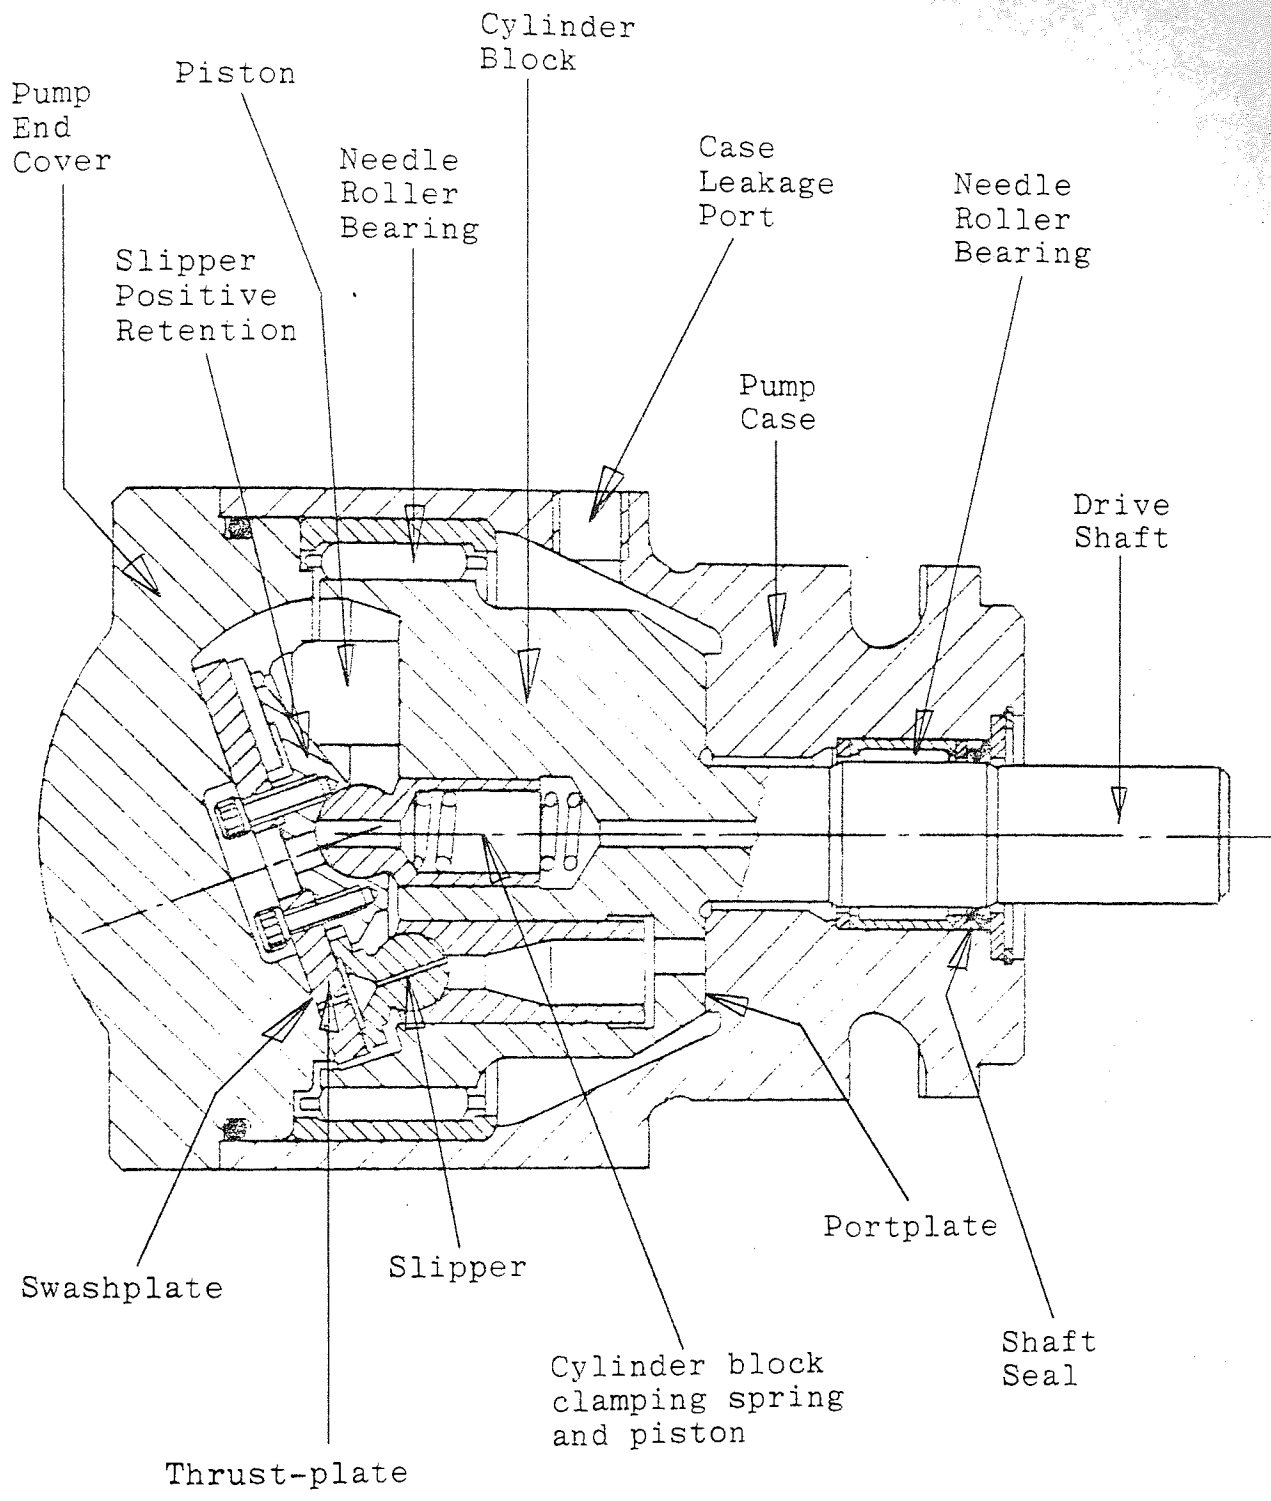 Cylinder
Block
Piston
Pump
End
Cover
Needle
Roller
Bearing
Case
Leakage
Port
Needle
Roller
Bearing
Slipper
Positive
Retention
Pump
Case
Drive
Shaft
Portplate
Slipper
Swashplate
Shaft
Seal
Cylinder block
clamping spring
and piston
Thrust-plate